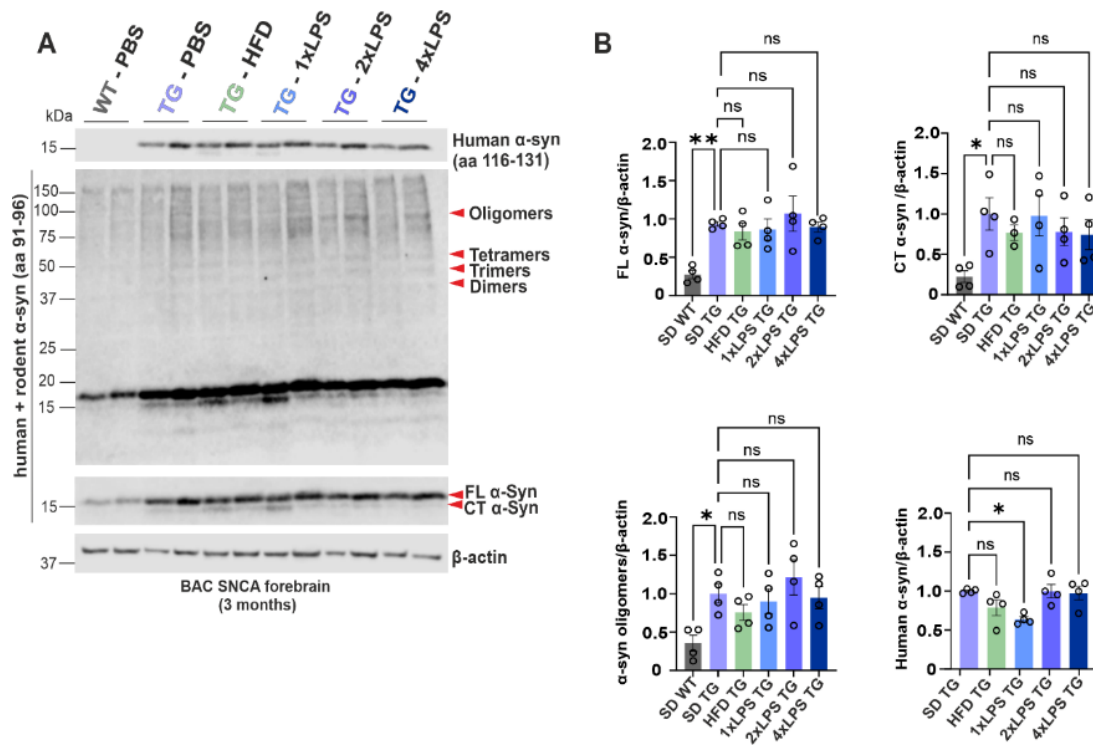 A
WT - PBS
TG - PBS
TG - HFD
TG - 1xLPS
TG - 2xLPS
TG - 4xLPS
kDa
15
Human α-syn
(aa 116-131)
human + rodent α-syn (aa 91-96)
150
100
75
50
37
25
20
15
Oligomers
Tetramers
Trimers
Dimers
15
FL α-Syn
CT α-Syn
37
β-actin
BAC SNCA forebrain
(3 months)
B
FL α-syn/β-actin
2.0
1.5
1.0
0.5
0
**
ns
ns
ns
ns
SD WT
SD TG
HFD TG
1xLPS TG
2xLPS TG
4xLPS TG
CT α-syn /β-actin
2.0
1.5
1.0
0.5
0.0
*
ns
ns
ns
ns
SD WT
SD TG
HFD TG
1xLPS TG
2xLPS TG
4xLPS TG
α-syn oligomers/β-actin
2.0
1.5
1.0
0.5
0
*
ns
ns
ns
ns
SD WT
SD TG
HFD TG
1xLPS TG
2xLPS TG
4xLPS TG
Human α-syn/β-actin
2.0
1.5
1.0
0.5
0.0
ns
*
ns
ns
SD TG
HFD TG
1xLPS TG
2xLPS TG
4xLPS TG